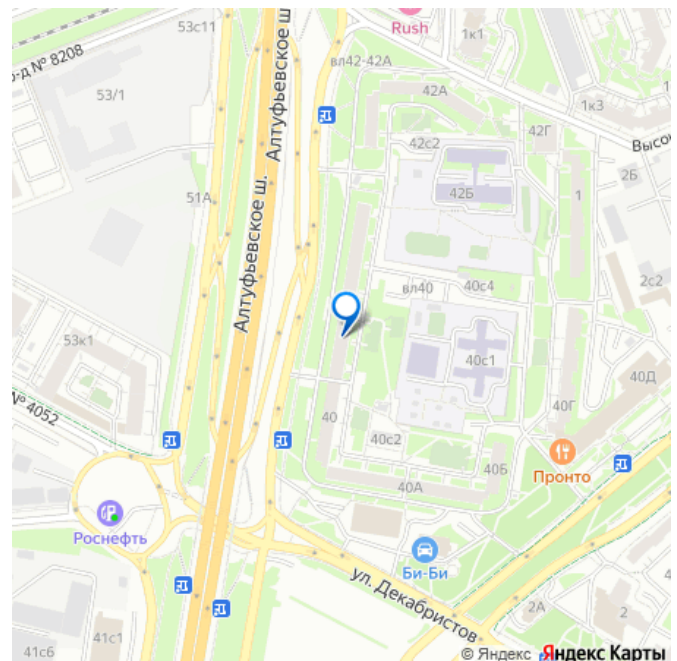 53с11
Rush
1к1
р-д № 8208
вл42-42А
53/1
42А
1к3
Алтуфьевское ш.
42Г
42с2
Высо
2Б
51А
42Б
1
Алтуфьевское ш.
вл40
40с4
2с2
53к1
40с1
40Д
№ 4052
40
40Г
40с2
40Б
Пронто
40А
Роснефть
Би-Би
ул. Декабристов
2А
2
41с1
41с6
© Яндекс Яндекс Карты